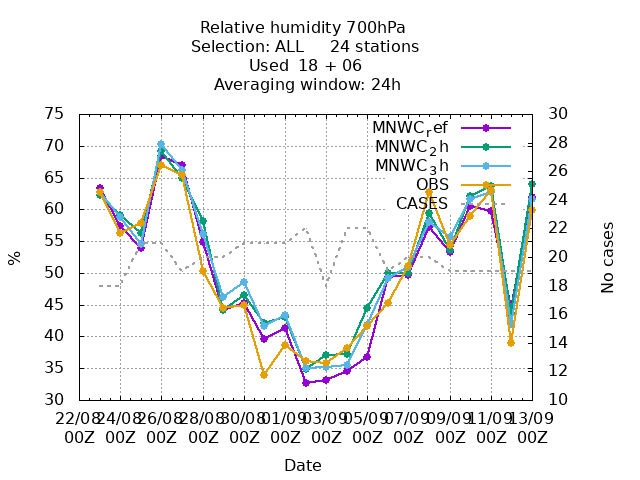 Relative humidity 700hPa
Selection: ALL     24 stations
Used  18 + 06
Averaging window: 24h
MNWCref
MNWC2h
MNWC3h
OBS
CASES
%
75
70
65
60
55
50
45
40
35
30
No cases
30
28
26
24
22
20
18
16
14
12
10
22/08 24/08 26/08 28/08 30/08 01/09 03/09 05/09 07/09 09/09 11/09 13/09
00Z 00Z 00Z 00Z 00Z 00Z 00Z 00Z 00Z 00Z 00Z 00Z
Date